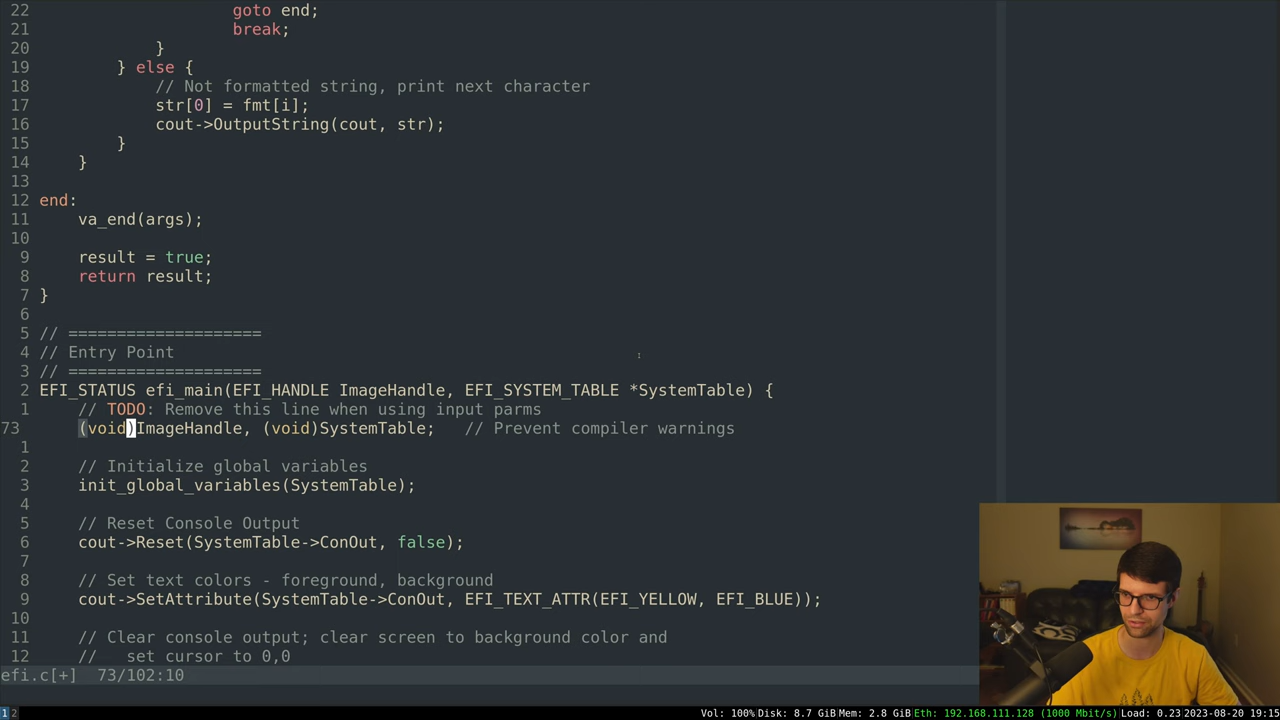 22                     goto end;
21                     break;
20             }
19         } else {
18             // Not formatted string, print next character
17             str[0] = fmt[i];
16             cout->OutputString(cout, str);
15         }
14     }
13
12 end:
11     va_end(args);
10
9     result = true;
8     return result;
7 }
6
5 // ====================
4 // Entry Point
3 // ====================
2 EFI_STATUS efi_main(EFI_HANDLE ImageHandle, EFI_SYSTEM_TABLE *SystemTable) {
1     // TODO: Remove this line when using input parms
73     (void)ImageHandle, (void)SystemTable;   // Prevent compiler warnings
1
2     // Initialize global variables
3     init_global_variables(SystemTable);
4
5     // Reset Console Output
6     cout->Reset(SystemTable->ConOut, false);
7
8     // Set text colors - foreground, background
9     cout->SetAttribute(SystemTable->ConOut, EFI_TEXT_ATTR(EFI_YELLOW, EFI_BLUE));
10
11     // Clear console output; clear screen to background color and
12     //   set cursor to 0,0
efi.c[+]  73/102:10
1 2 Vol: 100% Disk: 8.7 GiB Mem: 2.8 GiB Eth: 192.168.111.128 (1000 Mbit/s) Load: 0.23 2023-08-20 19:15